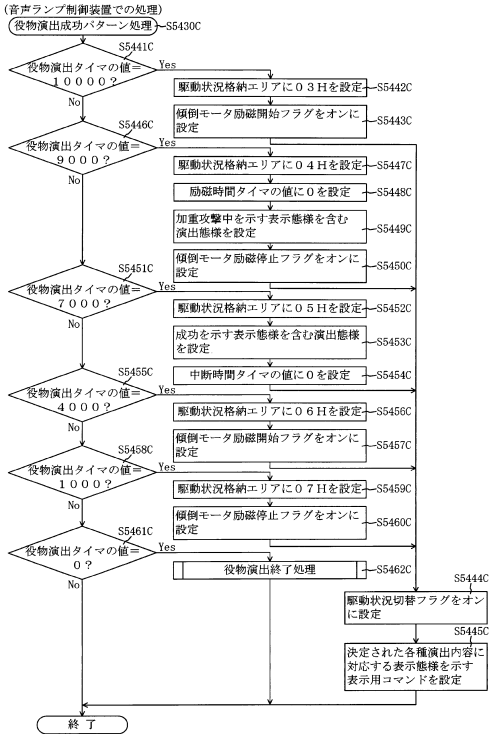 (音声ランプ制御装置での処理)
役物演出成功パターン処理
S5430C
S5441C
役物演出タイマの値=
10000?
Yes
No
駆動状況格納エリアに03Hを設定
S5442C
傾倒モータ励磁開始フラグをオンに
設定
S5443C
S5446C
役物演出タイマの値=
9000?
Yes
No
駆動状況格納エリアに04Hを設定
S5447C
励磁時間タイマの値に0を設定
S5448C
加重攻撃中を示す表示態様を含む
演出態様を設定
S5449C
傾倒モータ励磁停止フラグをオンに
設定
S5450C
S5451C
役物演出タイマの値=
7000?
Yes
No
駆動状況格納エリアに05Hを設定
S5452C
成功を示す表示態様を含む演出態様
を設定
S5453C
中断時間タイマの値に0を設定
S5454C
S5455C
役物演出タイマの値=
4000?
Yes
No
駆動状況格納エリアに06Hを設定
S5456C
傾倒モータ励磁開始フラグをオンに
設定
S5457C
S5458C
役物演出タイマの値=
1000?
Yes
No
駆動状況格納エリアに07Hを設定
S5459C
傾倒モータ励磁停止フラグをオンに
設定
S5460C
S5461C
役物演出タイマの値=
0?
Yes
No
役物演出終了処理
S5462C
S5444C
駆動状況切替フラグをオン
に設定
S5445C
決定された各種演出内容に
対応する表示態様を示す
表示用コマンドを設定
終了